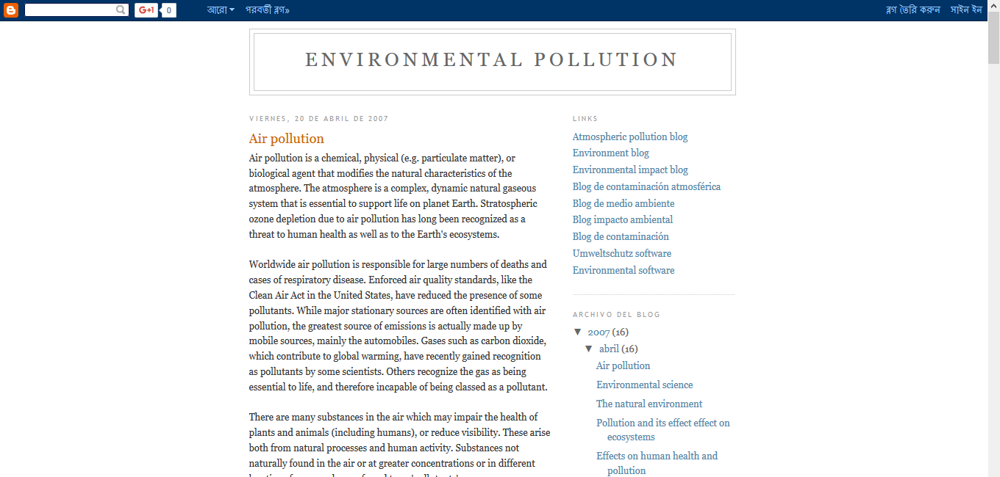 G+1 0 আরো পরবর্তী ব্লগ» ব্লগ তৈরি করুন সাইন ইন
ENVIRONMENTAL POLLUTION
VIERNES, 20 DE ABRIL DE 2007
Air pollution
Air pollution is a chemical, physical (e.g. particulate matter), or
biological agent that modifies the natural characteristics of the
atmosphere. The atmosphere is a complex, dynamic natural gaseous
system that is essential to support life on planet Earth. Stratospheric
ozone depletion due to air pollution has long been recognized as a
threat to human health as well as to the Earth's ecosystems.
Worldwide air pollution is responsible for large numbers of deaths and
cases of respiratory disease. Enforced air quality standards, like the
Clean Air Act in the United States, have reduced the presence of some
pollutants. While major stationary sources are often identified with air
pollution, the greatest source of emissions is actually made up by
mobile sources, mainly the automobiles. Gases such as carbon dioxide,
which contribute to global warming, have recently gained recognition
as pollutants by some scientists. Others recognize the gas as being
essential to life, and therefore incapable of being classed as a pollutant.
There are many substances in the air which may impair the health of
plants and animals (including humans), or reduce visibility. These arise
both from natural processes and human activity. Substances not
naturally found in the air or at greater concentrations or in different
LINKS
Atmospheric pollution blog
Environment blog
Environmental impact blog
Blog de contaminación atmosférica
Blog de medio ambiente
Blog impacto ambiental
Blog de contaminación
Umweltschutz software
Environmental software
ARCHIVO DEL BLOG
▼ 2007 (16)
▼ abril (16)
Air pollution
Environmental science
The natural environment
Pollution and its effect effect on
ecosystems
Effects on human health and
pollution